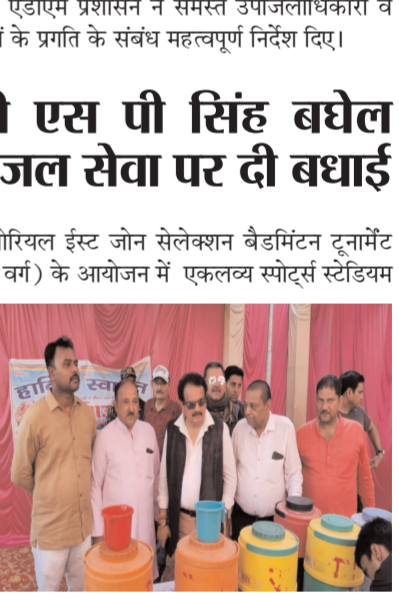 एडीएम प्रशासन ने समस्त उपजिलाधिकारी व
के प्रगति के संबंध महत्वपूर्ण निर्देश दिए।
एस पी सिंह बघेल
जल सेवा पर दी बधाई
ईस्ट जोन सेलेक्शन बैडमिंटन टूनार्मेंट
वर्ग) के आयोजन में एकलव्य स्पोर्ट्स स्टेडियम